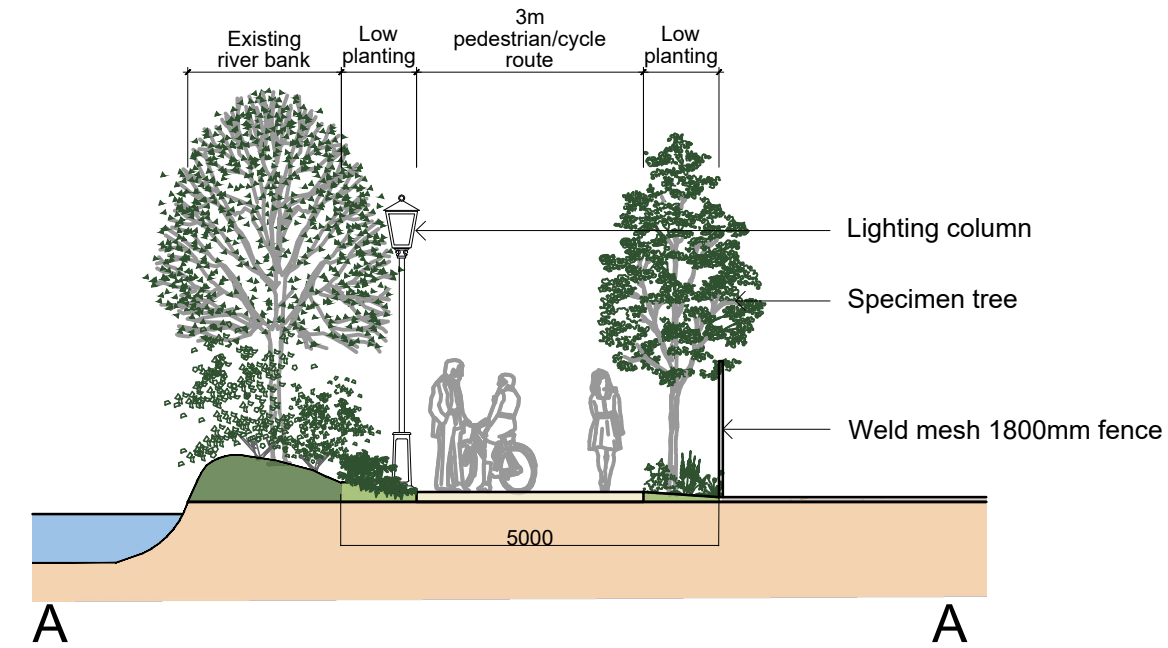 Existing
river bank
Low
planting
3m
pedestrian/cycle
route
Low
planting
Lighting column
Specimen tree
Weld mesh 1800mm fence
5000
A
A